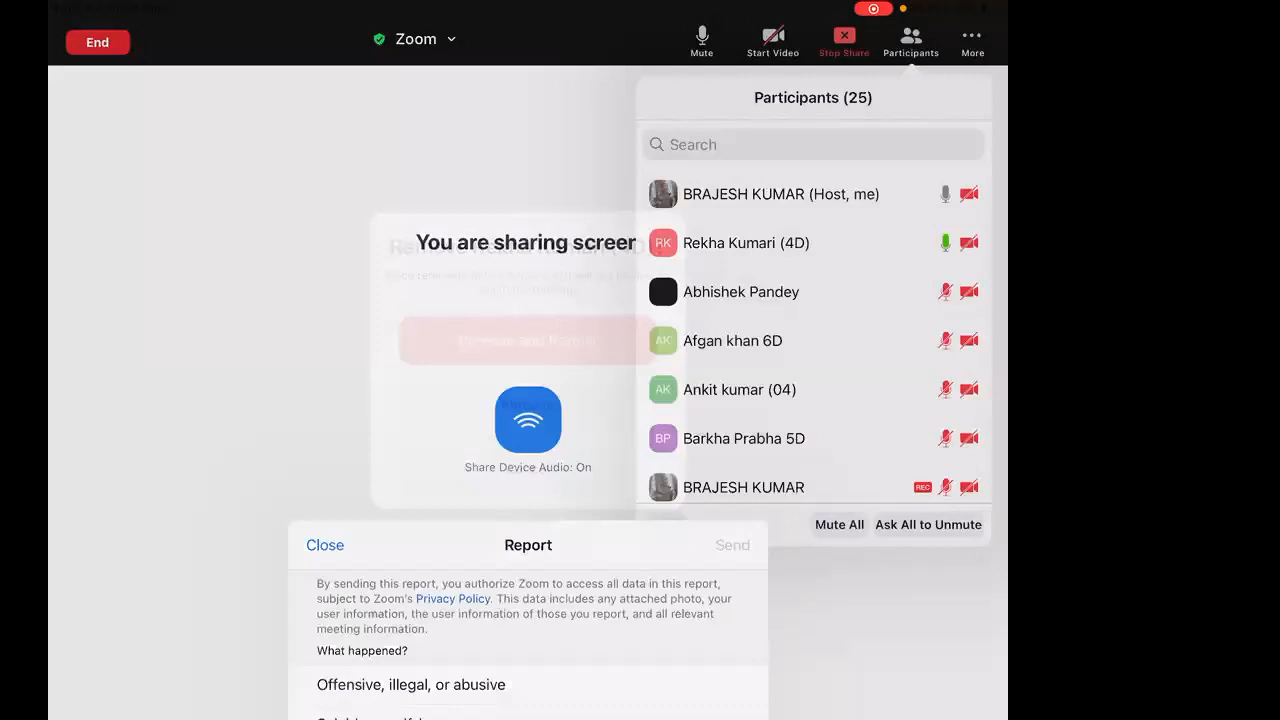 End
Zoom
Mute
Start Video
Stop Share
Participants
More
Participants (25)
Search
BRAJESH KUMAR (Host, me)
RK
Rekha Kumari (4D)
Abhishek Pandey
AK
Afgan khan 6D
AK
Ankit kumar (04)
BP
Barkha Prabha 5D
BRAJESH KUMAR
REC
Mute All
Ask All to Unmute
You are sharing screen
Share Device Audio: On
Close
Report
Send
By sending this report, you authorize Zoom to access all data in this report,
subject to Zoom's Privacy Policy. This data includes any attached photo, your
user information, the user information of those you report, and all relevant
meeting information.
What happened?
Offensive, illegal, or abusive